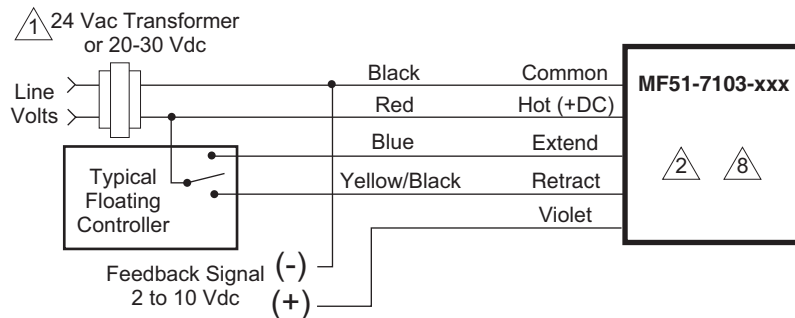 1 24 Vac Transformer
or 20-30 Vdc
Line
Volts
Black Common
Red Hot (+DC)
Blue Extend
Yellow/Black Retract
Violet
MF51-7103-xxx
2 8
Typical
Floating
Controller
Feedback Signal (-)
2 to 10 Vdc (+)